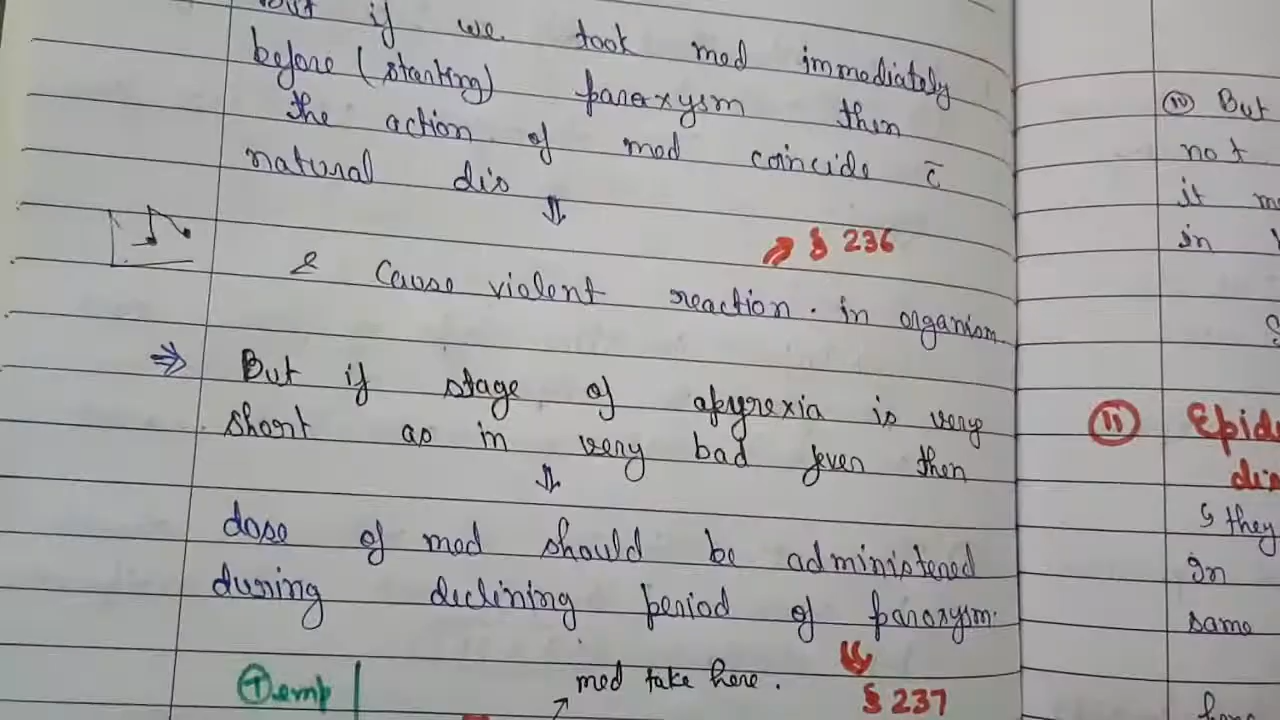 But if we took med immediately
before (starting) paroxysm then
the action of med coincide c̄
natural dis
⇓
§ 236
& Cause violent reaction. in organism
⇒ But if stage of apyrexia is very
short as in very bad fever then
⇓
dose of med should be administered
during declining period of paroxysm.
⇓
med take here.
§ 237
Temp
(iv) But
not
it
in
(11)
they
In
same